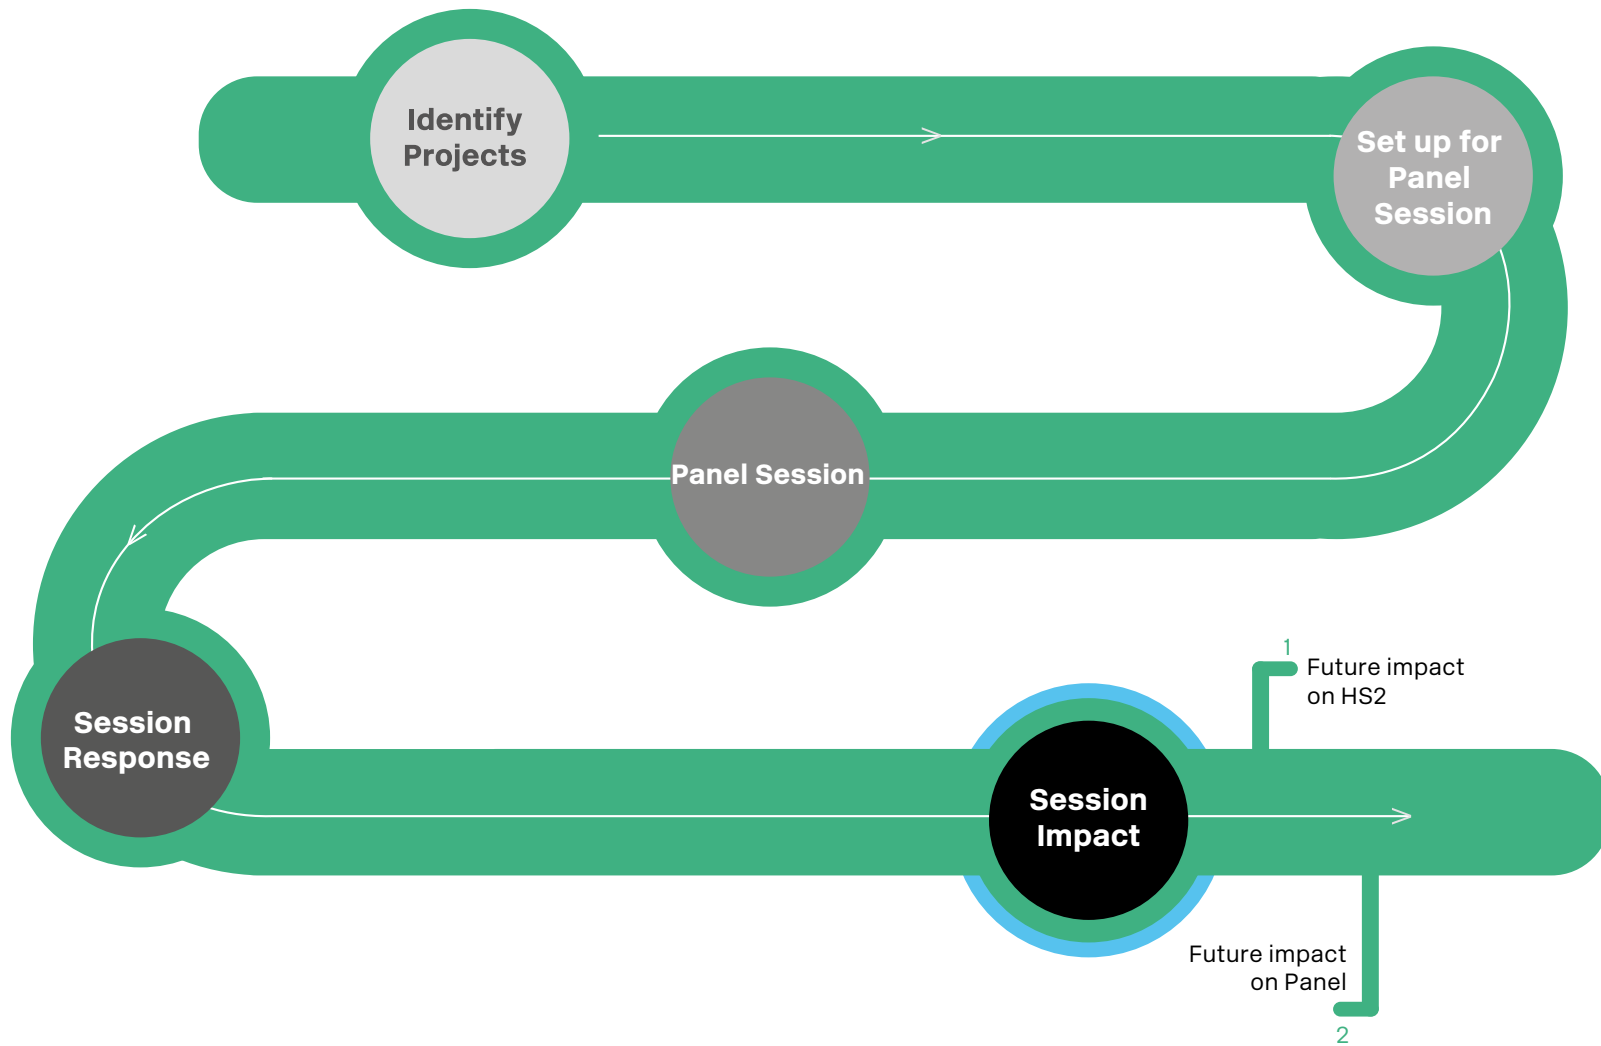 Identify
Projects
Set up for
Panel
Session
Panel Session
Session
Response
Session
Impact
1
Future impact
on HS2
Future impact
on Panel
2